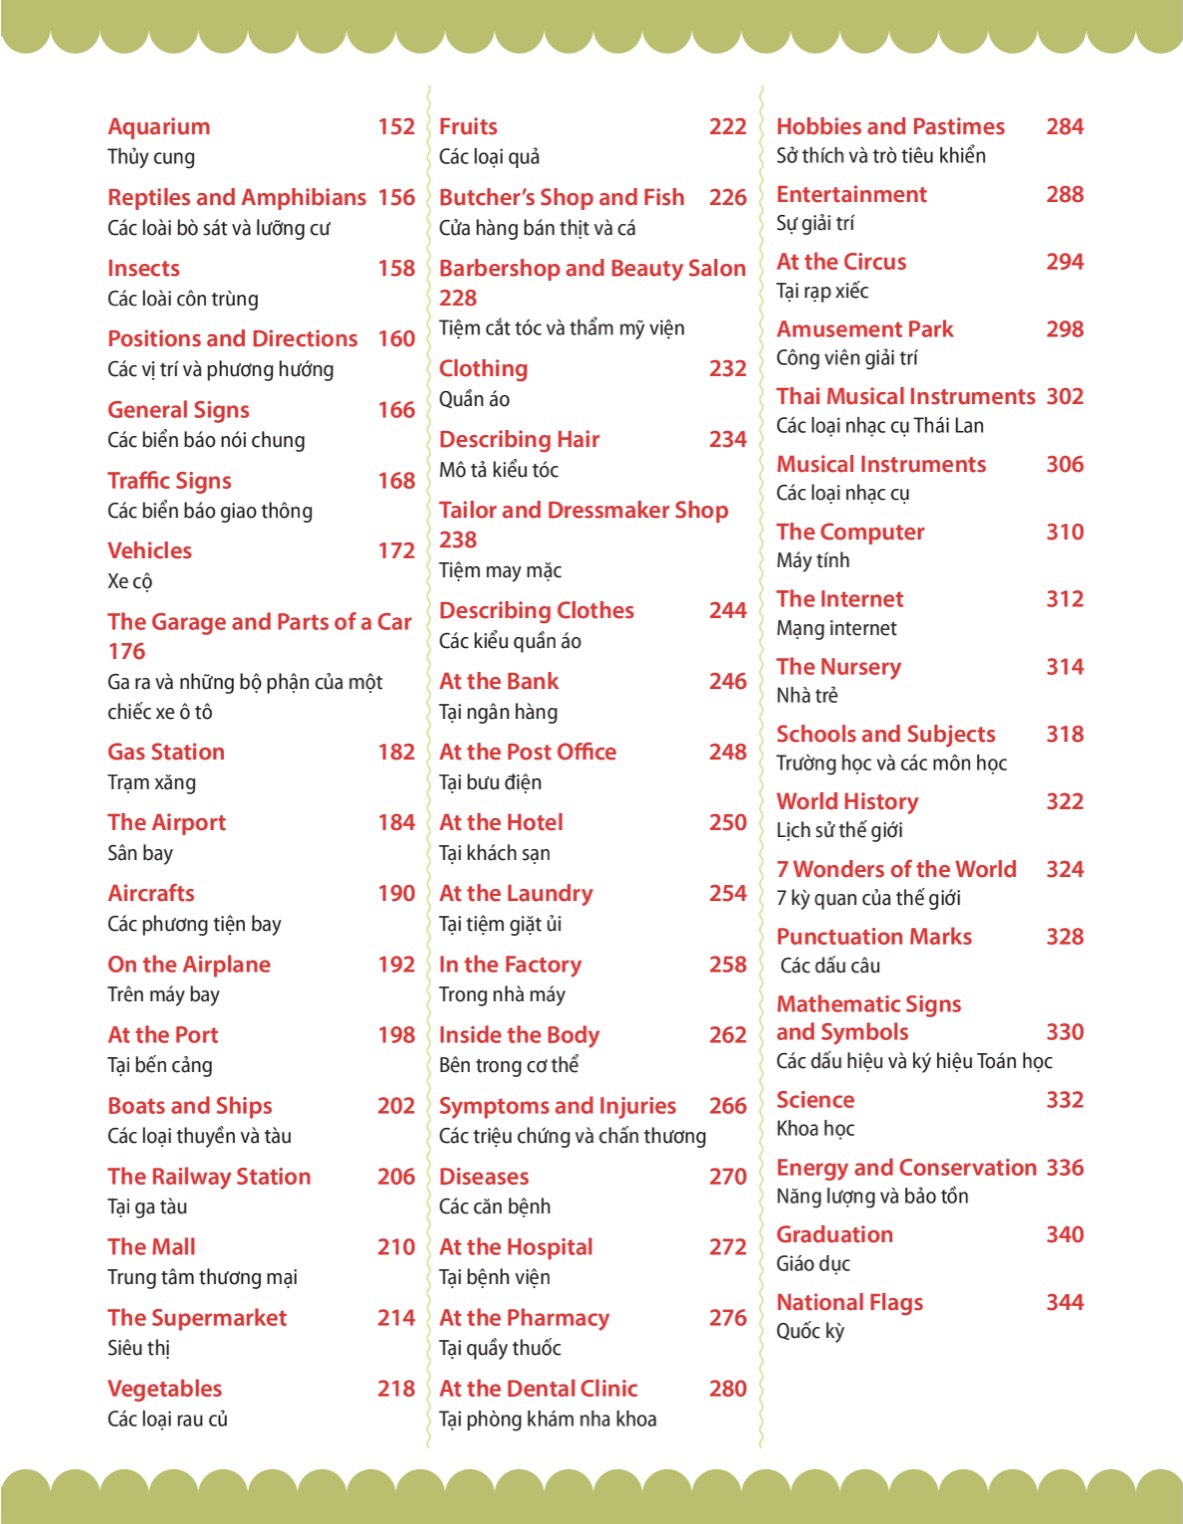 Aquarium 152
Thủy cung
Reptiles and Amphibians 156
Các loài bò sát và lưỡng cư
Insects 158
Các loài côn trùng
Positions and Directions 160
Các vị trí và phương hướng
General Signs 166
Các biển báo nói chung
Traffic Signs 168
Các biển báo giao thông
Vehicles 172
Xe cộ
The Garage and Parts of a Car
176
Ga ra và những bộ phận của một
chiếc xe ô tô
Gas Station 182
Trạm xăng
The Airport 184
Sân bay
Aircrafts 190
Các phương tiện bay
On the Airplane 192
Trên máy bay
At the Port 198
Tại bến cảng
Boats and Ships 202
Các loại thuyền và tàu
The Railway Station 206
Tại ga tàu
The Mall 210
Trung tâm thương mại
The Supermarket 214
Siêu thị
Vegetables 218
Các loại rau củ
Fruits 222
Các loại quả
Butcher’s Shop and Fish 226
Cửa hàng bán thịt và cá
Barbershop and Beauty Salon
228
Tiệm cắt tóc và thẩm mỹ viện
Clothing 232
Quần áo
Describing Hair 234
Mô tả kiểu tóc
Tailor and Dressmaker Shop
238
Tiệm may mặc
Describing Clothes 244
Các kiểu quần áo
At the Bank 246
Tại ngân hàng
At the Post Office 248
Tại bưu điện
At the Hotel 250
Tại khách sạn
At the Laundry 254
Tại tiệm giặt ủi
In the Factory 258
Trong nhà máy
Inside the Body 262
Bên trong cơ thể
Symptoms and Injuries 266
Các triệu chứng và chấn thương
Diseases 270
Các căn bệnh
At the Hospital 272
Tại bệnh viện
At the Pharmacy 276
Tại quầy thuốc
At the Dental Clinic 280
Tại phòng khám nha khoa
Hobbies and Pastimes 284
Sở thích và trò tiêu khiển
Entertainment 288
Sự giải trí
At the Circus 294
Tại rạp xiếc
Amusement Park 298
Công viên giải trí
Thai Musical Instruments 302
Các loại nhạc cụ Thái Lan
Musical Instruments 306
Các loại nhạc cụ
The Computer 310
Máy tính
The Internet 312
Mạng internet
The Nursery 314
Nhà trẻ
Schools and Subjects 318
Trường học và các môn học
World History 322
Lịch sử thế giới
7 Wonders of the World 324
7 kỳ quan của thế giới
Punctuation Marks 328
Các dấu câu
Mathematic Signs
and Symbols 330
Các dấu hiệu và ký hiệu Toán học
Science 332
Khoa học
Energy and Conservation 336
Năng lượng và bảo tồn
Graduation 340
Giáo dục
National Flags 344
Quốc kỳ